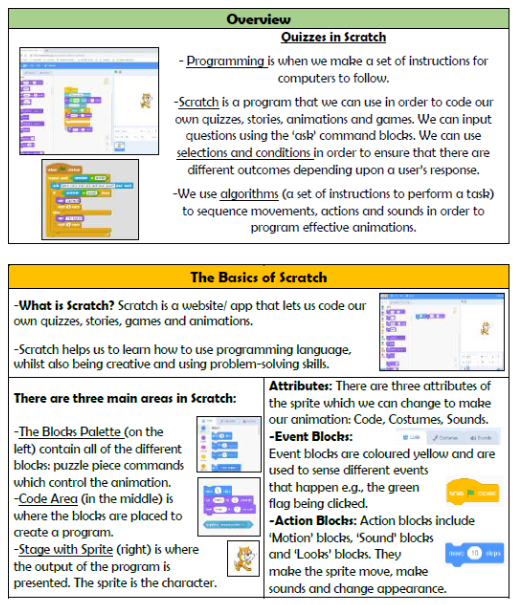 Overview
Quizzes in Scratch
- Programming is when we make a set of instructions for
computers to follow.
-Scratch is a program that we can use in order to code our
own quizzes, stories, animations and games. We can input
questions using the ‘ask’ command blocks. We can use
selections and conditions in order to ensure that there are
different outcomes depending upon a user's response.
-We use algorithms (a set of instructions to perform a task)
to sequence movements, actions and sounds in order to
program effective animations.
The Basics of Scratch
-What is Scratch? Scratch is a website/ app that lets us code our
own quizzes, stories, games and animations.
-Scratch helps us to learn how to use programming language,
whilst also being creative and using problem-solving skills.
There are three main areas in Scratch:
-The Blocks Palette (on the
left) contain all of the different
blocks: puzzle piece commands
which control the animation.
-Code Area (in the middle) is
where the blocks are placed to
create a program.
-Stage with Sprite (right) is where
the output of the program is
presented. The sprite is the character.
Attributes: There are three attributes of
the sprite which we can change to make
our animation: Code, Costumes, Sounds.
-Event Blocks:
Code Costumes Sounds
Event blocks are coloured yellow and are
used to sense different events
that happen e.g., the green
flag being clicked.
when clicked
-Action Blocks: Action blocks include
‘Motion’ blocks, ‘Sound’ blocks
and ‘Looks’ blocks. They
make the sprite move, make
sounds and change appearance.
move 10 steps